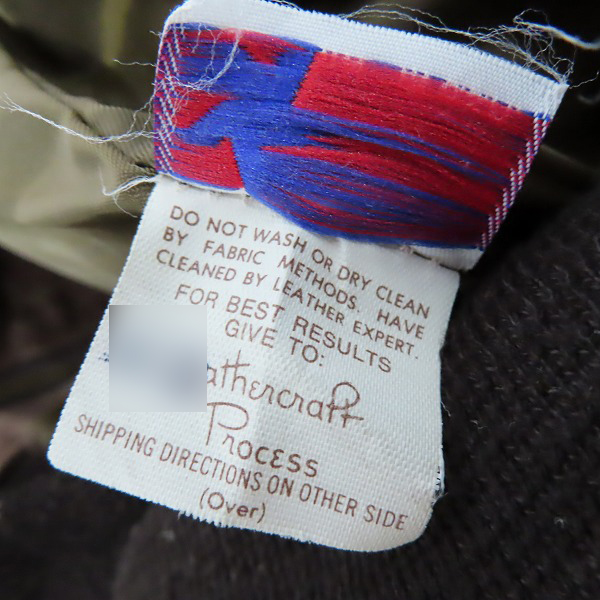 DO NOT WASH OR DRY CLEAN
BY FABRIC METHODS. HAVE
CLEANED BY LEATHER EXPERT.
FOR BEST RESULTS
GIVE TO:
athercraft
Process
SHIPPING DIRECTIONS ON OTHER SIDE
(Over)